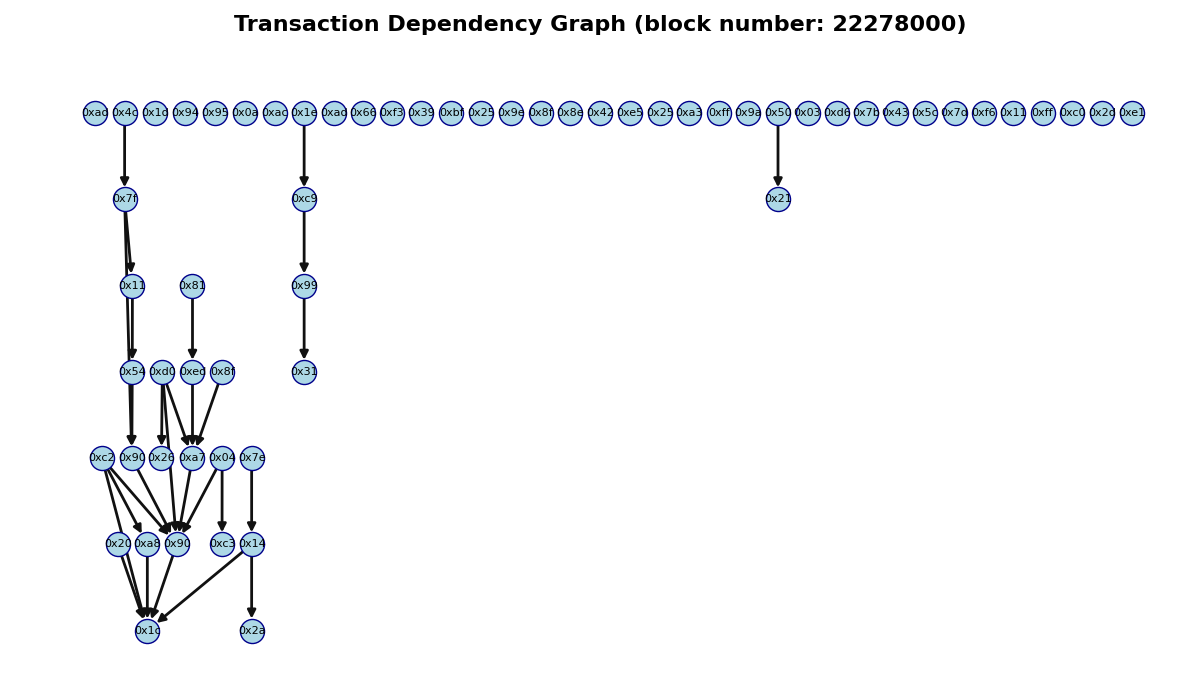 Transaction Dependency Graph (block number: 22278000)
0xad 0x4c 0x1d 0x94 0x95 0x0a 0xac 0x1e 0xad 0x66 0xf3 0x39 0xbf 0x25 0x9e 0x8f 0x8e 0x42 0xe5 0x25 0xa3 0xff 0x9a 0x50 0x03 0xd6 0x7b 0x43 0x5c 0x7d 0xf6 0x11 0xff 0xc0 0x2d 0xe1
0x7f 0xc9 0x21
0x11 0x81 0x99
0x54 0xd0 0xed 0x8f 0x31
0xc2 0x90 0x26 0xa7 0x04 0x7e
0x20 0xa8 0x90 0xc3 0x14
0x1c 0x2a